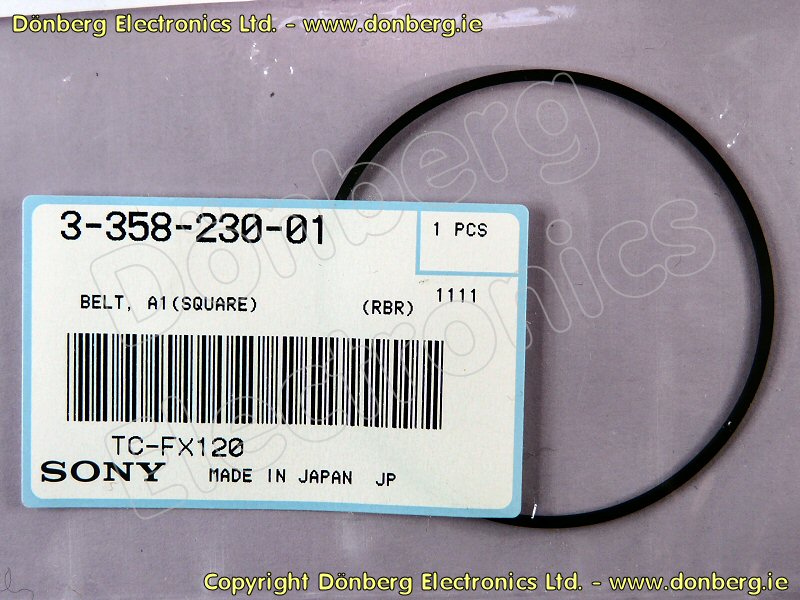 Dönberg Electronics Ltd. - www.donberg.ie
3-358-230-01
1 PCS
BELT, A1(SQUARE) (RBR) 1111
TC-FX120
SONY MADE IN JAPAN JP
Dönberg
Electronics
Copyright Dönberg Electronics Ltd. - www.donberg.ie